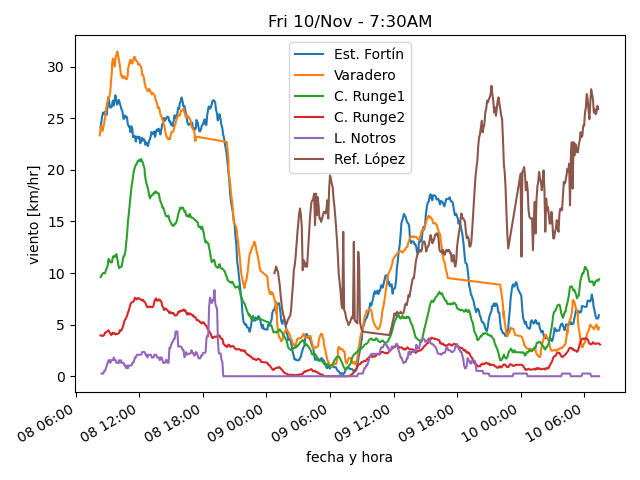 Fri 10/Nov - 7:30AM
Est. Fortín
Varadero
C. Runge1
C. Runge2
L. Notros
Ref. López
viento [km/hr]
30
25
20
15
10
5
0
08 06:00
08 12:00
08 18:00
09 00:00
09 06:00
09 12:00
09 18:00
10 00:00
10 06:00
fecha y hora